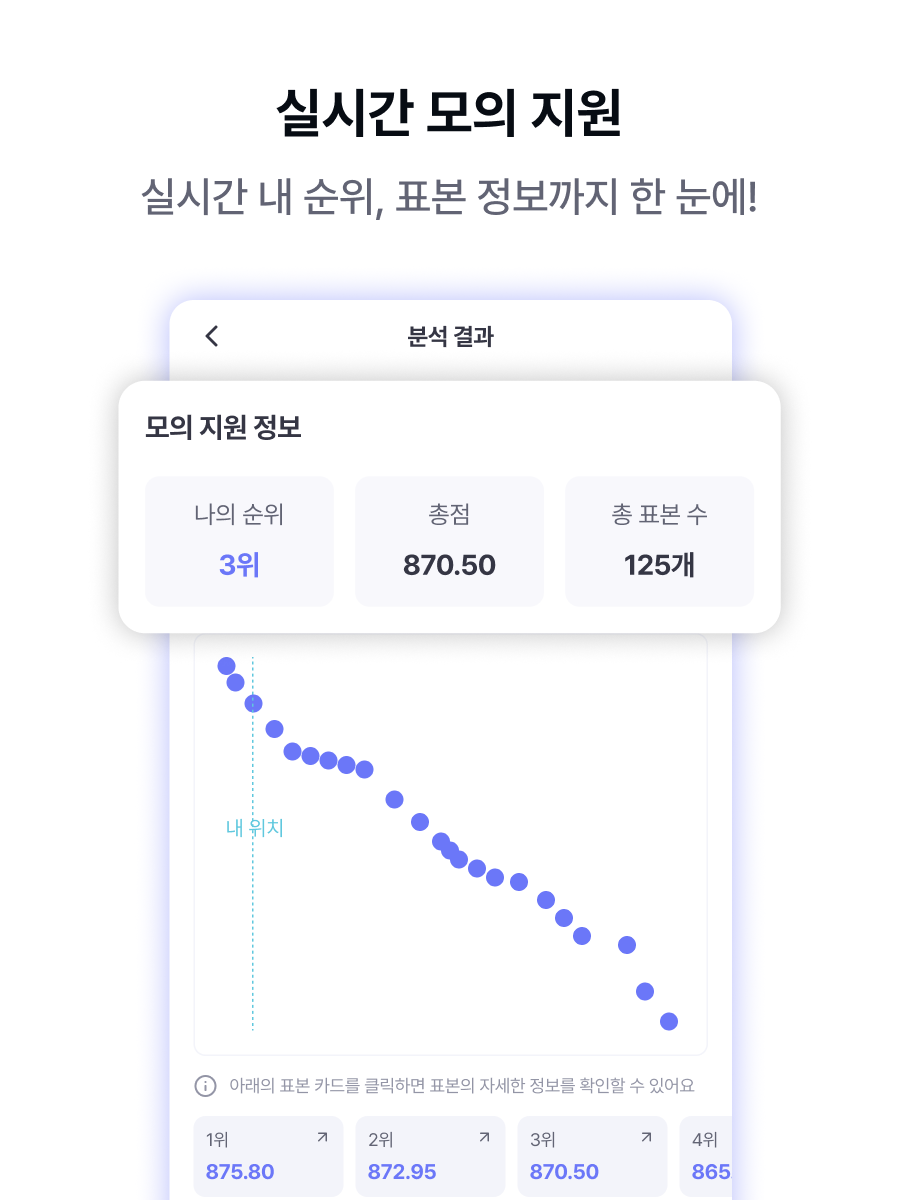 실시간 모의 지원
실시간 내 순위, 표본 정보까지 한 눈에!
분석 결과
모의 지원 정보
나의 순위 총점 총 표본 수
3위 870.50 125개
내 위치
아래의 표본 카드를 클릭하면 표본의 자세한 정보를 확인할 수 있어요
1위 2위 3위 4위
875.80 872.95 870.50 865.